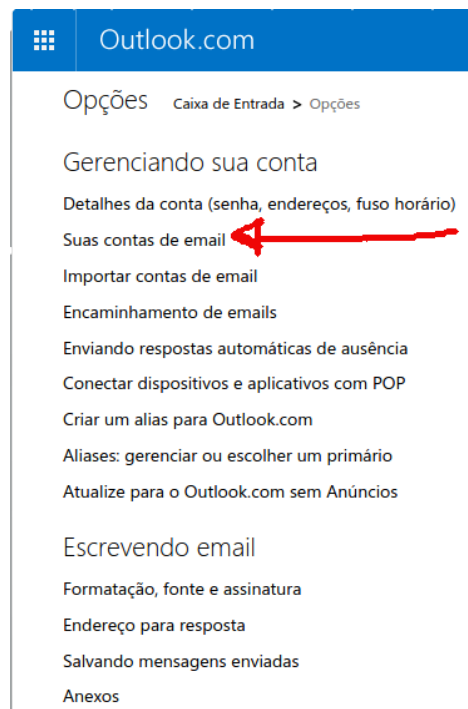 Outlook.com
Opções Caixa de Entrada > Opções
Gerenciando sua conta
Detalhes da conta (senha, endereços, fuso horário)
Suas contas de email
Importar contas de email
Encaminhamento de emails
Enviando respostas automáticas de ausência
Conectar dispositivos e aplicativos com POP
Criar um alias para Outlook.com
Aliases: gerenciar ou escolher um primário
Atualize para o Outlook.com sem Anúncios
Escrevendo email
Formatação, fonte e assinatura
Endereço para resposta
Salvando mensagens enviadas
Anexos